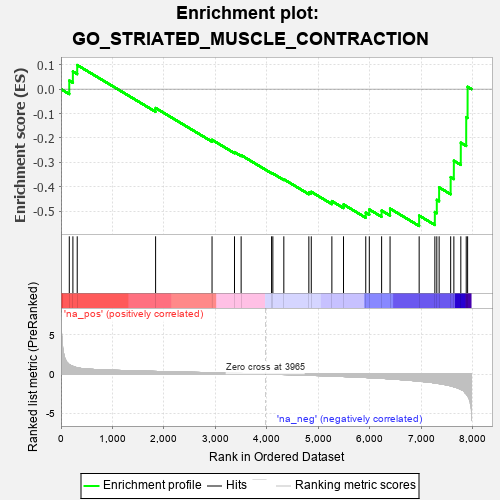 Enrichment plot:
GO_STRIATED_MUSCLE_CONTRACTION
Enrichment score (ES)
0.1
0.0
-0.1
-0.2
-0.3
-0.4
-0.5
'na_pos' (positively correlated)
Ranked list metric (PreRanked)
5
0
-5
Zero cross at 3965
'na_neg' (negatively correlated)
0
1,000
2,000
3,000
4,000
5,000
6,000
7,000
8,000
Rank in Ordered Dataset
Enrichment profile
Hits
Ranking metric scores